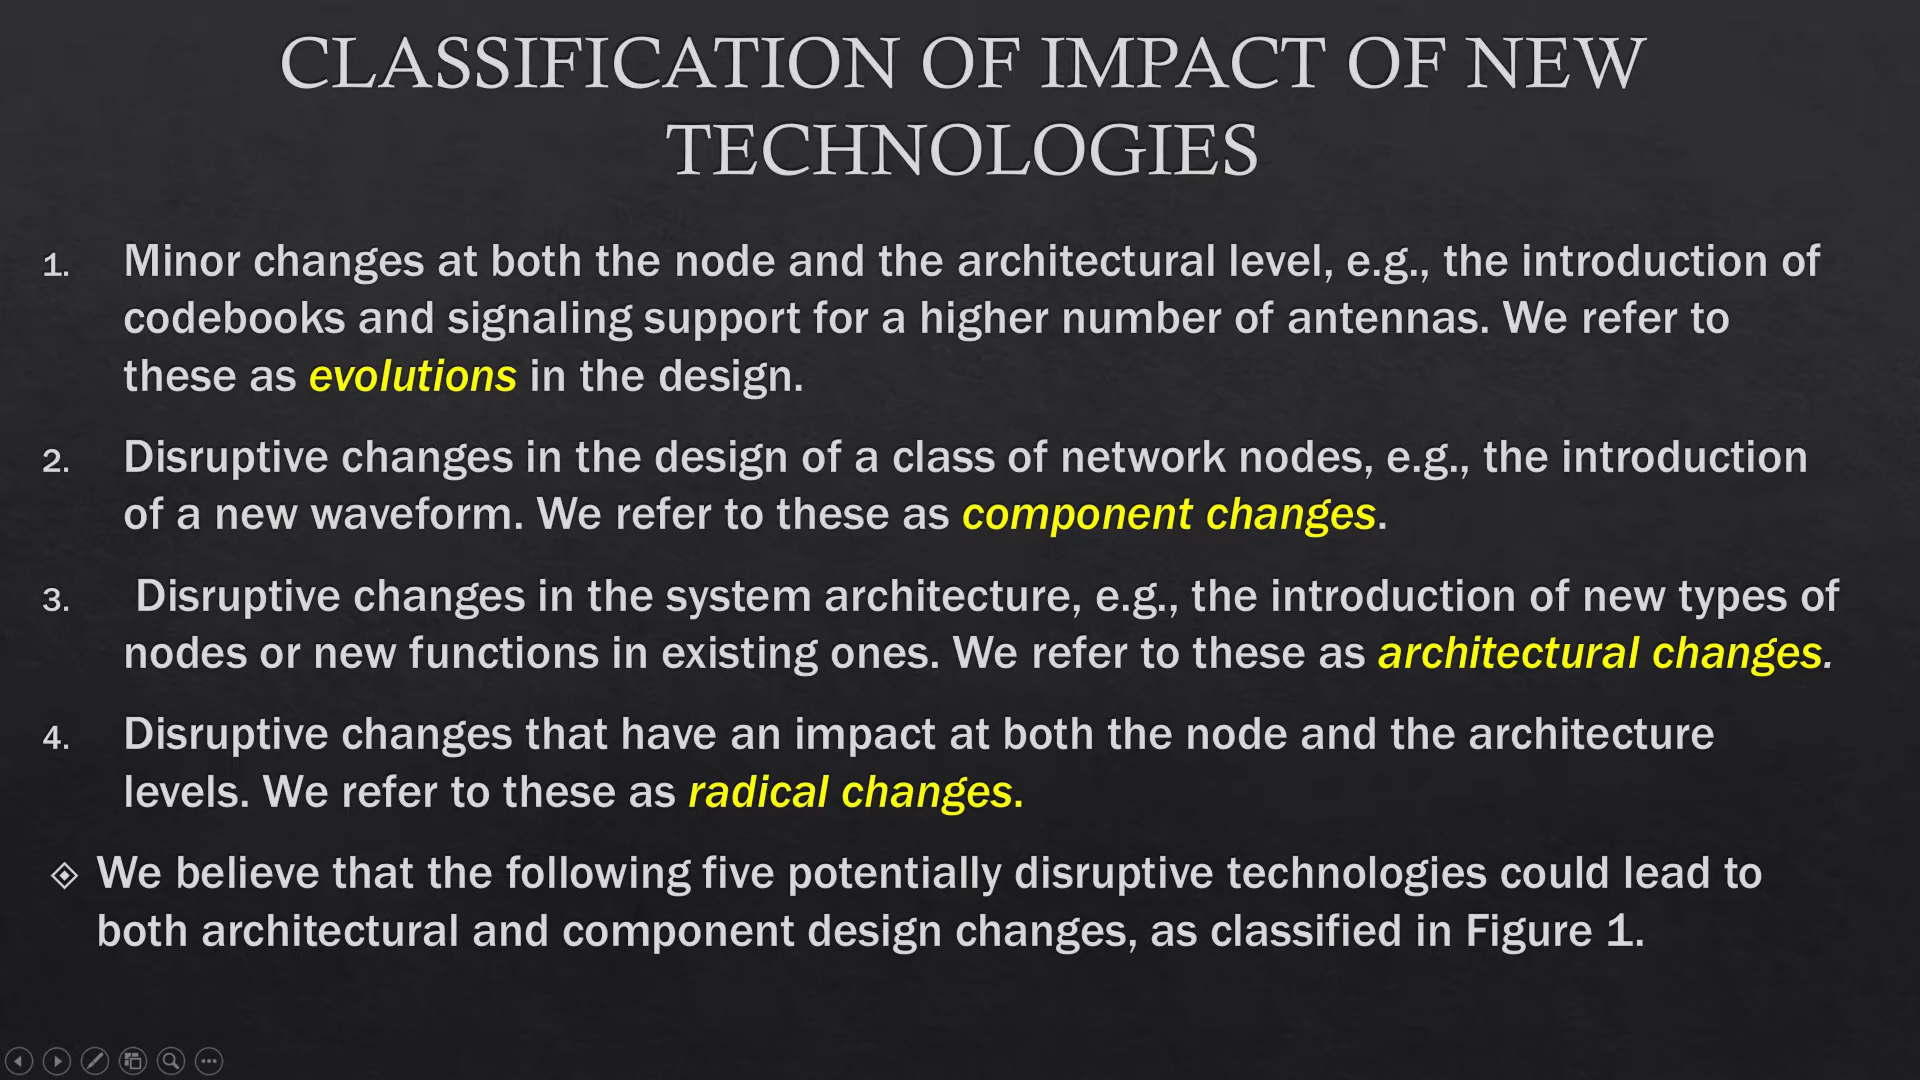 CLASSIFICATION OF IMPACT OF NEW
TECHNOLOGIES
1. Minor changes at both the node and the architectural level, e.g., the introduction of
codebooks and signaling support for a higher number of antennas. We refer to
these as evolutions in the design.
2. Disruptive changes in the design of a class of network nodes, e.g., the introduction
of a new waveform. We refer to these as component changes.
3. Disruptive changes in the system architecture, e.g., the introduction of new types of
nodes or new functions in existing ones. We refer to these as architectural changes.
4. Disruptive changes that have an impact at both the node and the architecture
levels. We refer to these as radical changes.
We believe that the following five potentially disruptive technologies could lead to
both architectural and component design changes, as classified in Figure 1.